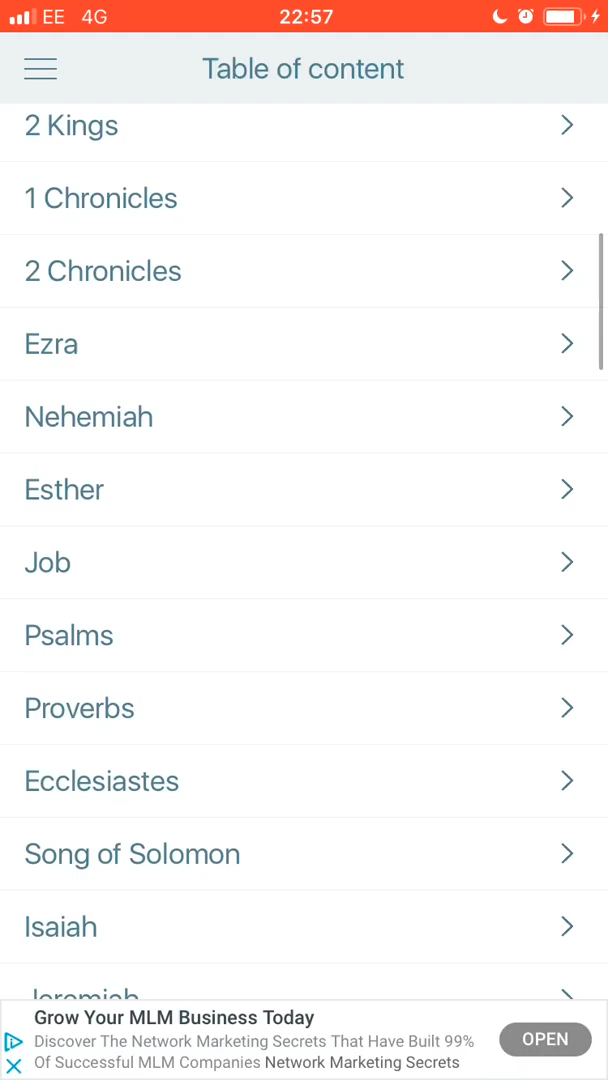 EE 4G 22:57
Table of content
2 Kings
1 Chronicles
2 Chronicles
Ezra
Nehemiah
Esther
Job
Psalms
Proverbs
Ecclesiastes
Song of Solomon
Isaiah
Jeremiah
Grow Your MLM Business Today
Discover The Network Marketing Secrets That Have Built 99%
Of Successful MLM Companies Network Marketing Secrets
OPEN